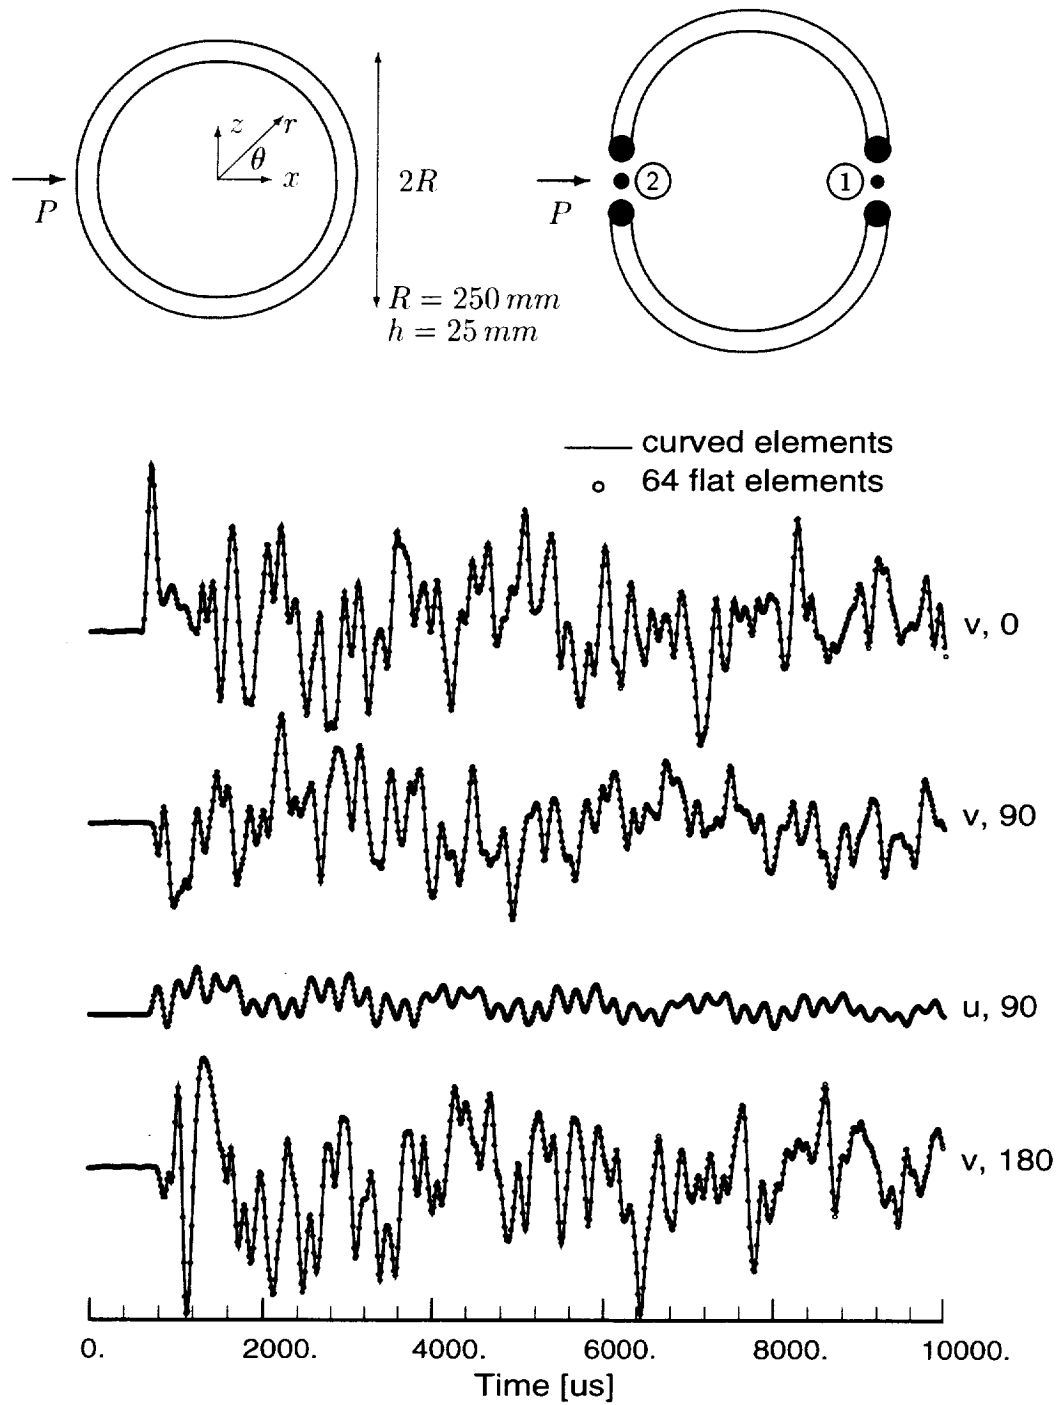 z
r
θ
x
P
2R
R = 250 mm
h = 25 mm
2
1
P
curved elements
64 flat elements
v, 0
v, 90
u, 90
v, 180
0. 2000. 4000. 6000. 8000. 10000.
Time [us]